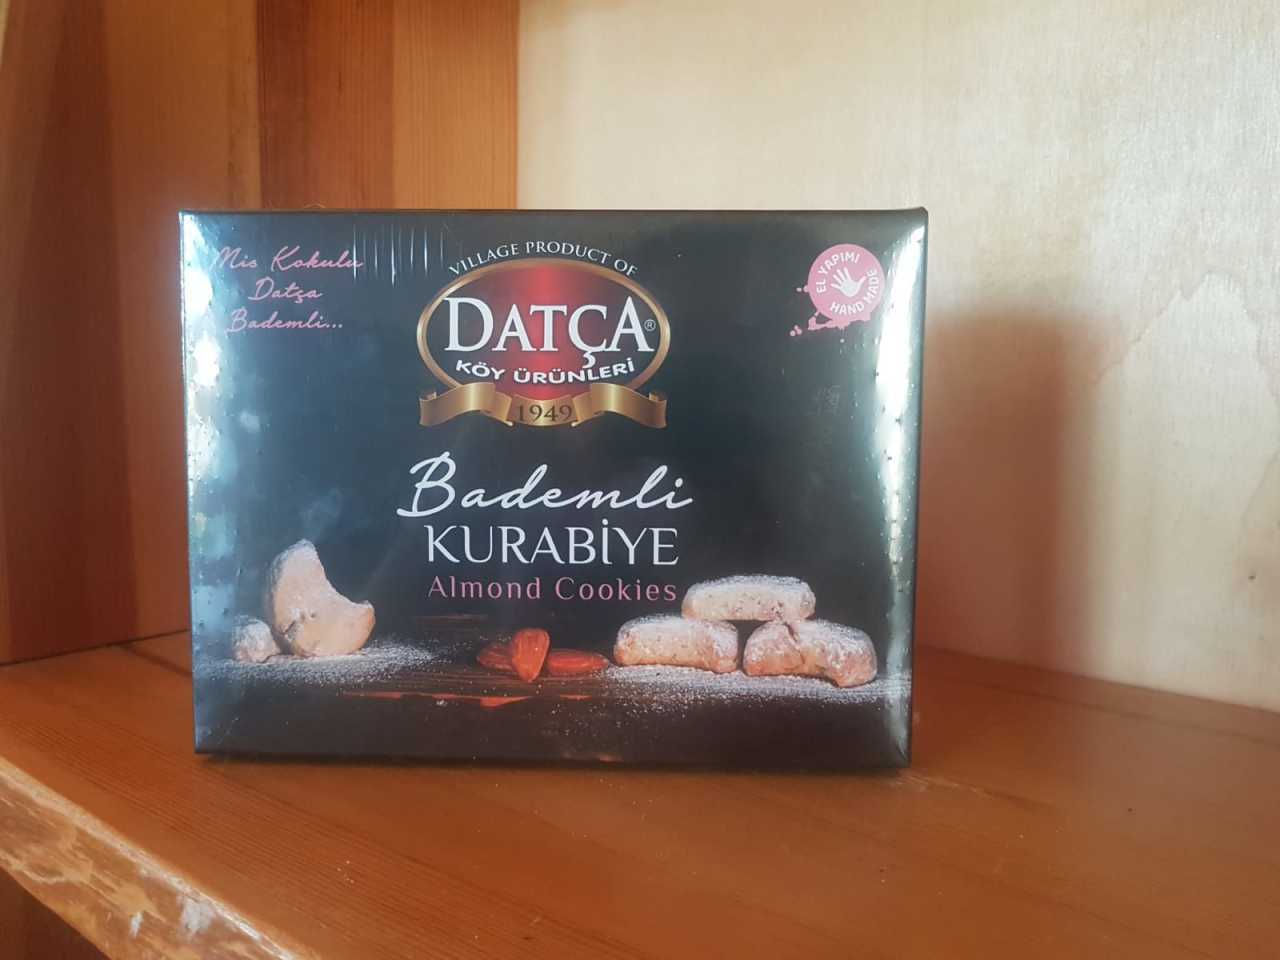 Mis Kokulu
Datça
Bademli...
VILLAGE PRODUCT OF
DATÇA®
KÖY ÜRÜNLERİ
1949
EL YAPIMI
HAND MADE
Bademli
KURABİYE
Almond Cookies